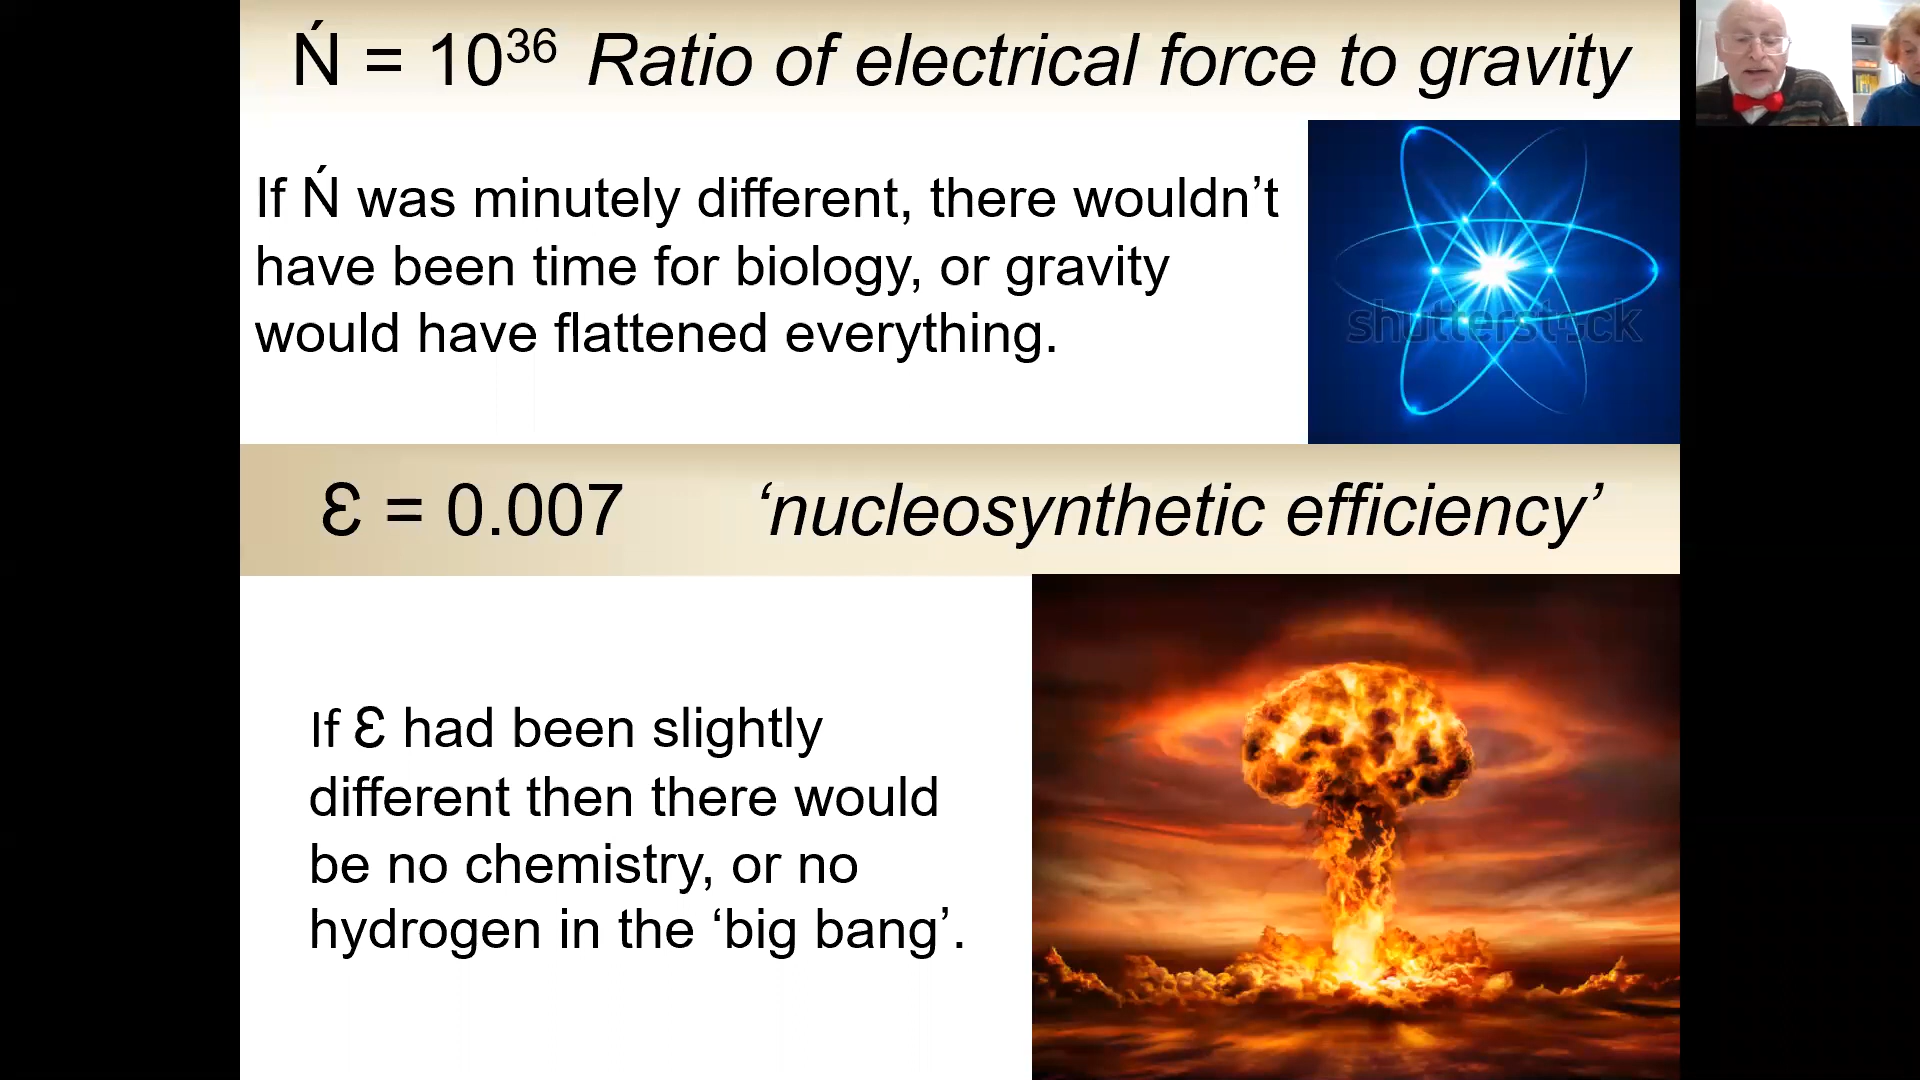 Ń = 10³⁶ Ratio of electrical force to gravity
If Ń was minutely different, there wouldn’t
have been time for biology, or gravity
would have flattened everything.
shutterstock
Ɛ = 0.007 ‘nucleosynthetic efficiency’
If Ɛ had been slightly
different then there would
be no chemistry, or no
hydrogen in the ‘big bang’.